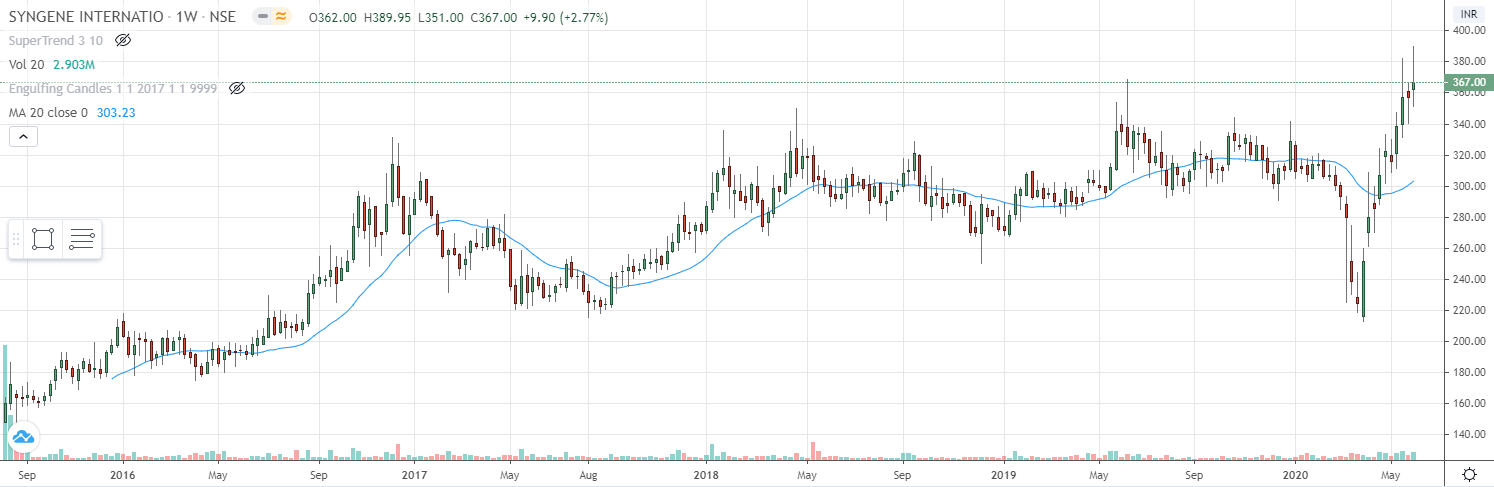 SYNGENE INTERNATIO · 1W · NSE O362.00 H389.95 L351.00 C367.00 +9.90 (+2.77%)
INR
SuperTrend 3 10
Vol 20 2.903M
Engulfing Candles 1 1 2017 1 1 9999
MA 20 close 0 303.23
400.00
380.00
367.00
360.00
340.00
320.00
300.00
280.00
260.00
240.00
220.00
200.00
180.00
160.00
140.00
Sep 2016 May Sep 2017 May Aug 2018 May Sep 2019 May Sep 2020 May